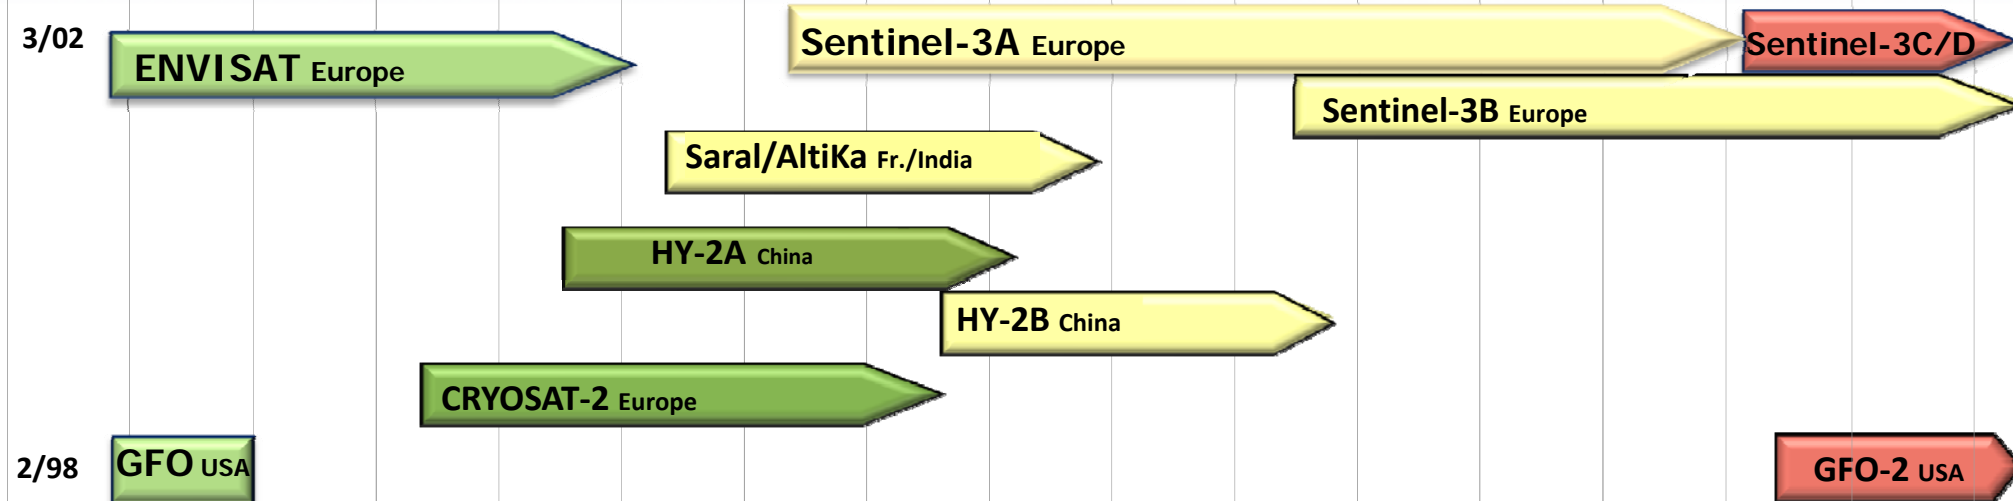 3/02
ENVISAT Europe
Sentinel-3A Europe
Sentinel-3C/D
Sentinel-3B Europe
Saral/AltiKa Fr./India
HY-2A China
HY-2B China
CRYOSAT-2 Europe
2/98
GFO USA
GFO-2 USA